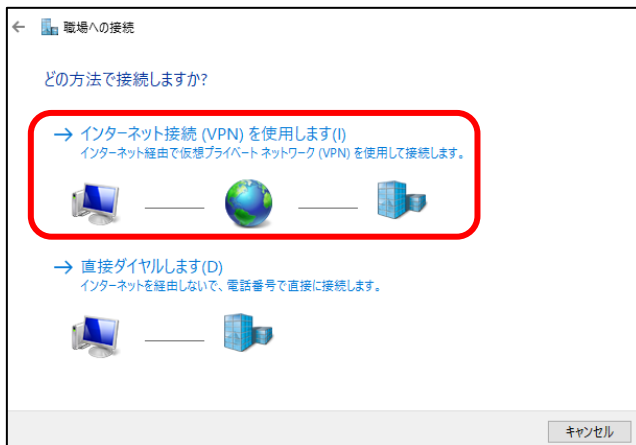 職場への接続
どの方法で接続しますか?
インターネット接続 (VPN) を使用します(I)
インターネット経由で仮想プライベート ネットワーク (VPN) を使用して接続します。
直接ダイヤルします(D)
インターネットを経由しないで、電話番号で直接に接続します。
キャンセル